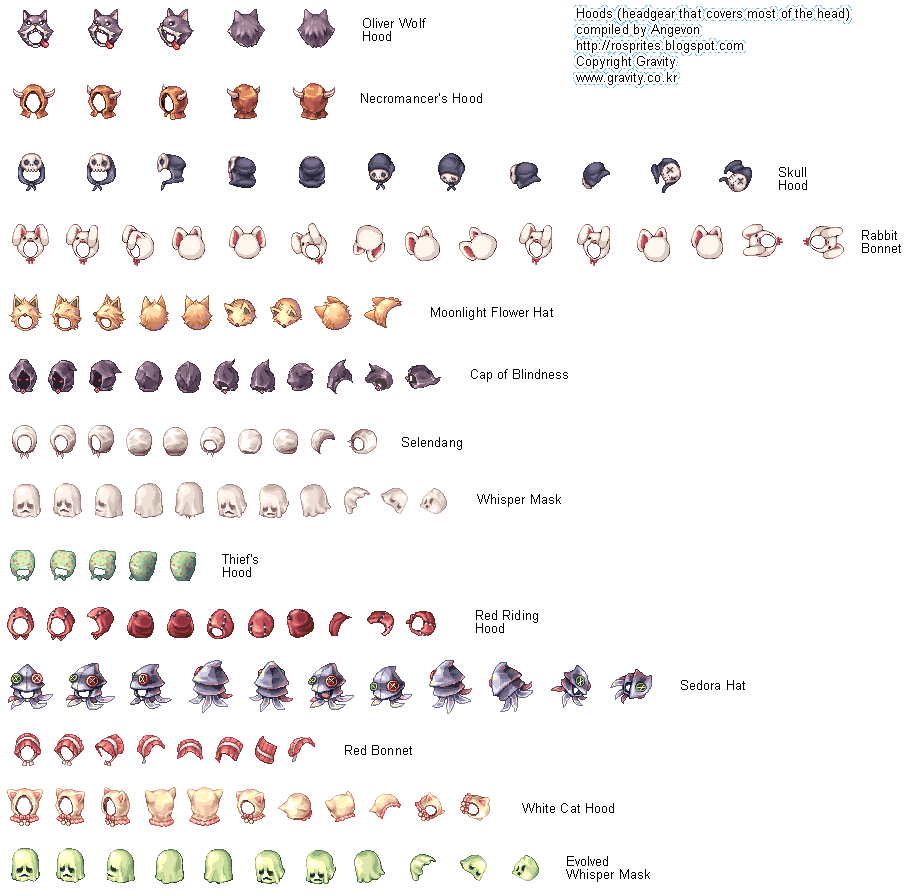 Hoods (headgear that covers most of the head)
compiled by Angevon
http://rosprites.blogspot.com
Copyright Gravity
www.gravity.co.kr
Oliver Wolf
Hood
Necromancer's Hood
Skull
Hood
Rabbit
Bonnet
Moonlight Flower Hat
Cap of Blindness
Selendang
Whisper Mask
Thief's
Hood
Red Riding
Hood
Sedora Hat
Red Bonnet
White Cat Hood
Evolved
Whisper Mask